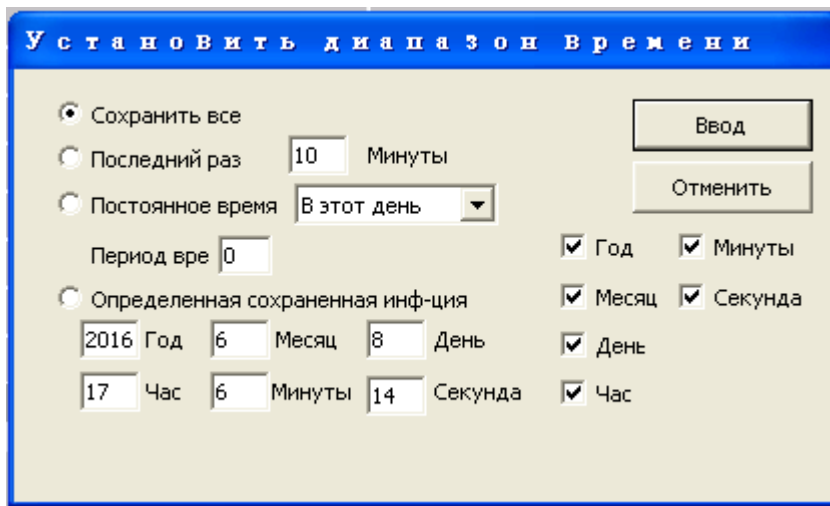 Установить диапазон времени
Сохранить все
Последний раз 10 Минуты
Постоянное время В этот день
Период вре 0
Определенная сохраненная инф-ция
2016 Год 6 Месяц 8 День
17 Час 6 Минуты 14 Секунда
Ввод
Отменить
Год Минуты
Месяц Секунда
День
Час